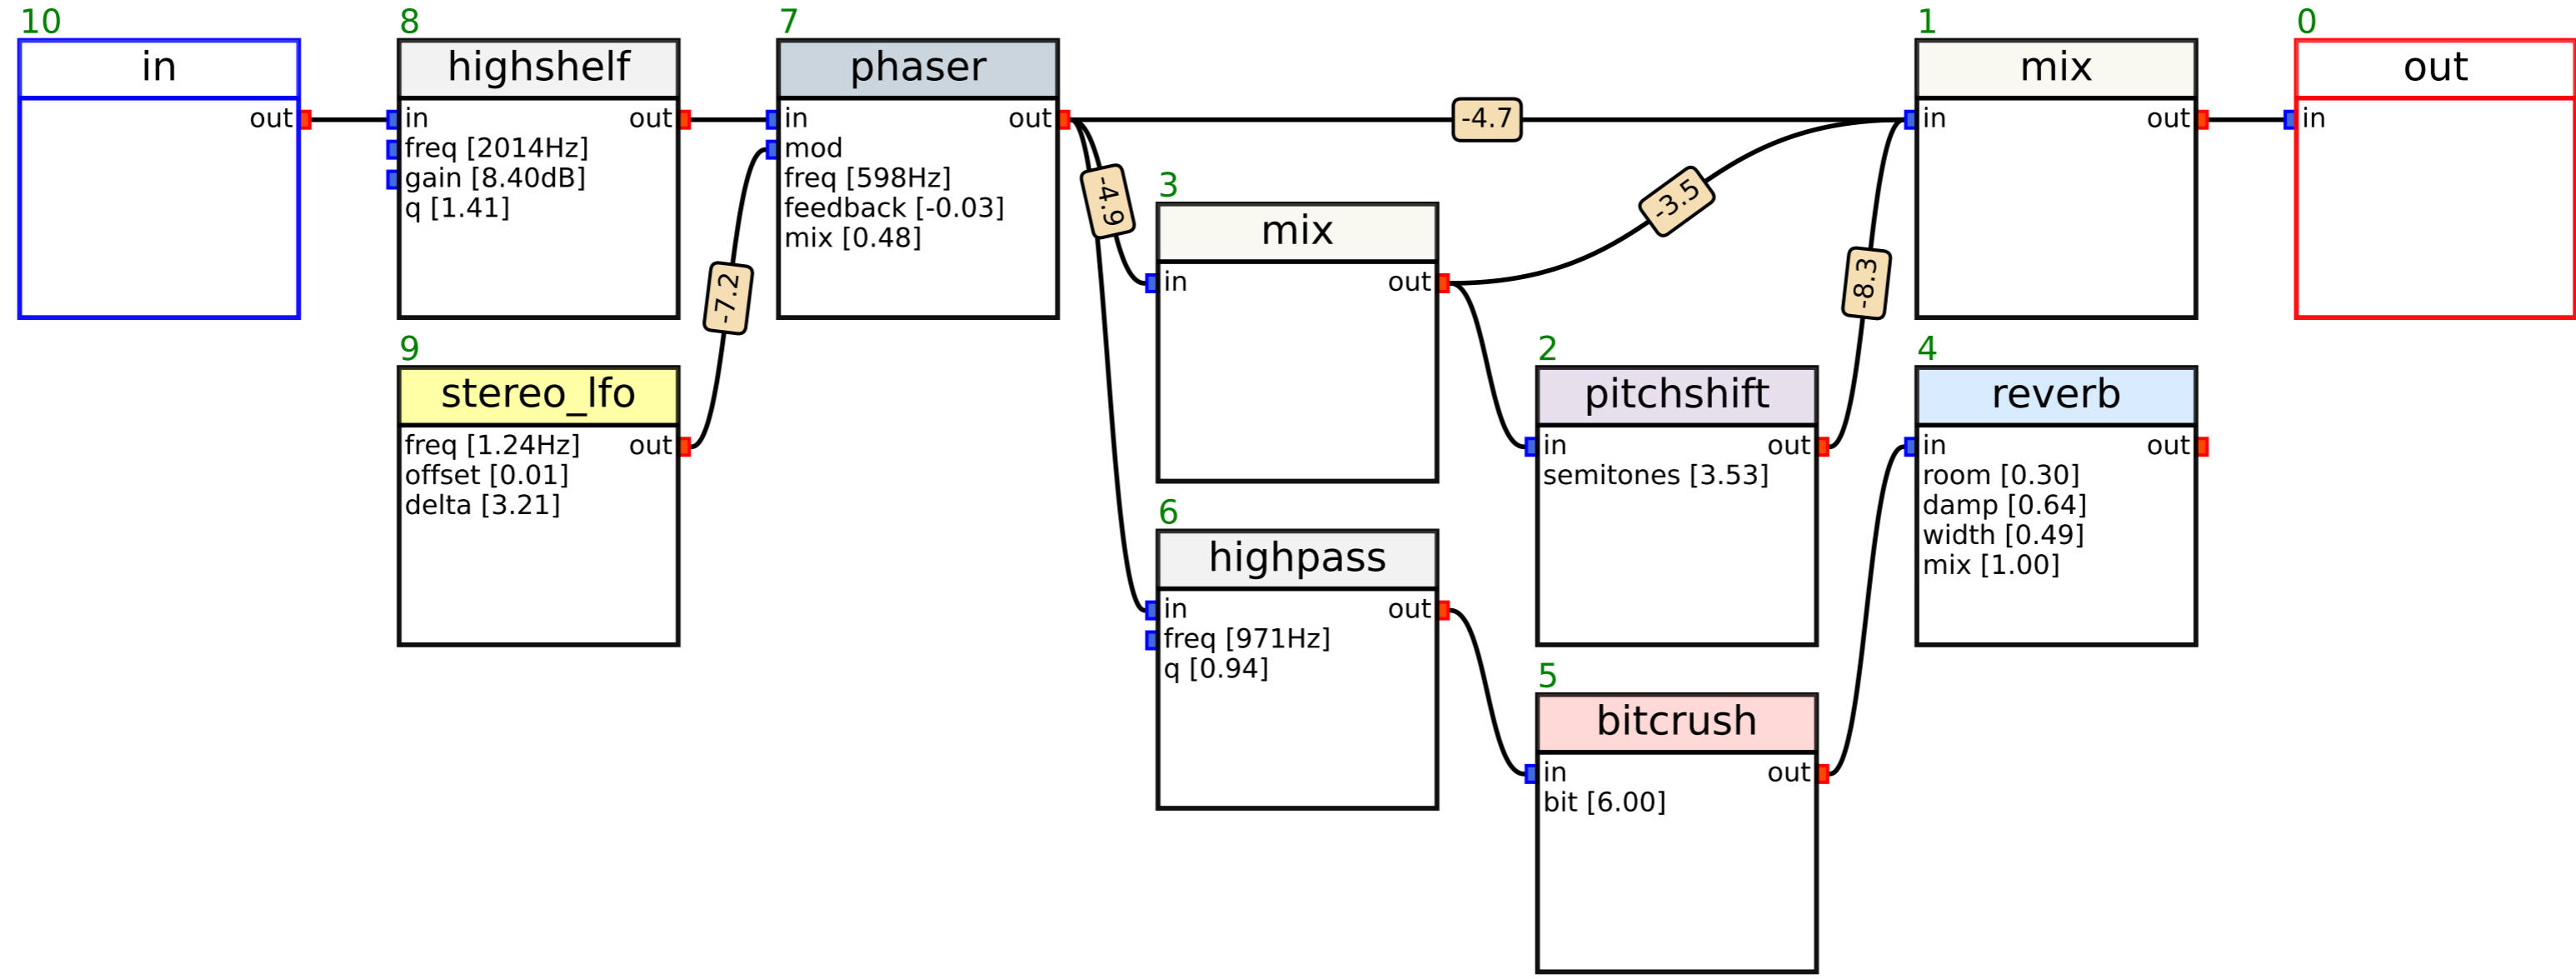 10
in
out
8
highshelf
in out
freq [2014Hz]
gain [8.40dB]
q [1.41]
9
stereo_lfo
freq [1.24Hz] out
offset [0.01]
delta [3.21]
-7.2
7
phaser
in out
mod
freq [598Hz]
feedback [-0.03]
mix [0.48]
-4.7
-4.9
3
mix
in out
-3.5
6
highpass
in out
freq [971Hz]
q [0.94]
2
pitchshift
in out
semitones [3.53]
-8.3
5
bitcrush
in out
bit [6.00]
1
mix
in out
4
reverb
in out
room [0.30]
damp [0.64]
width [0.49]
mix [1.00]
0
out
in